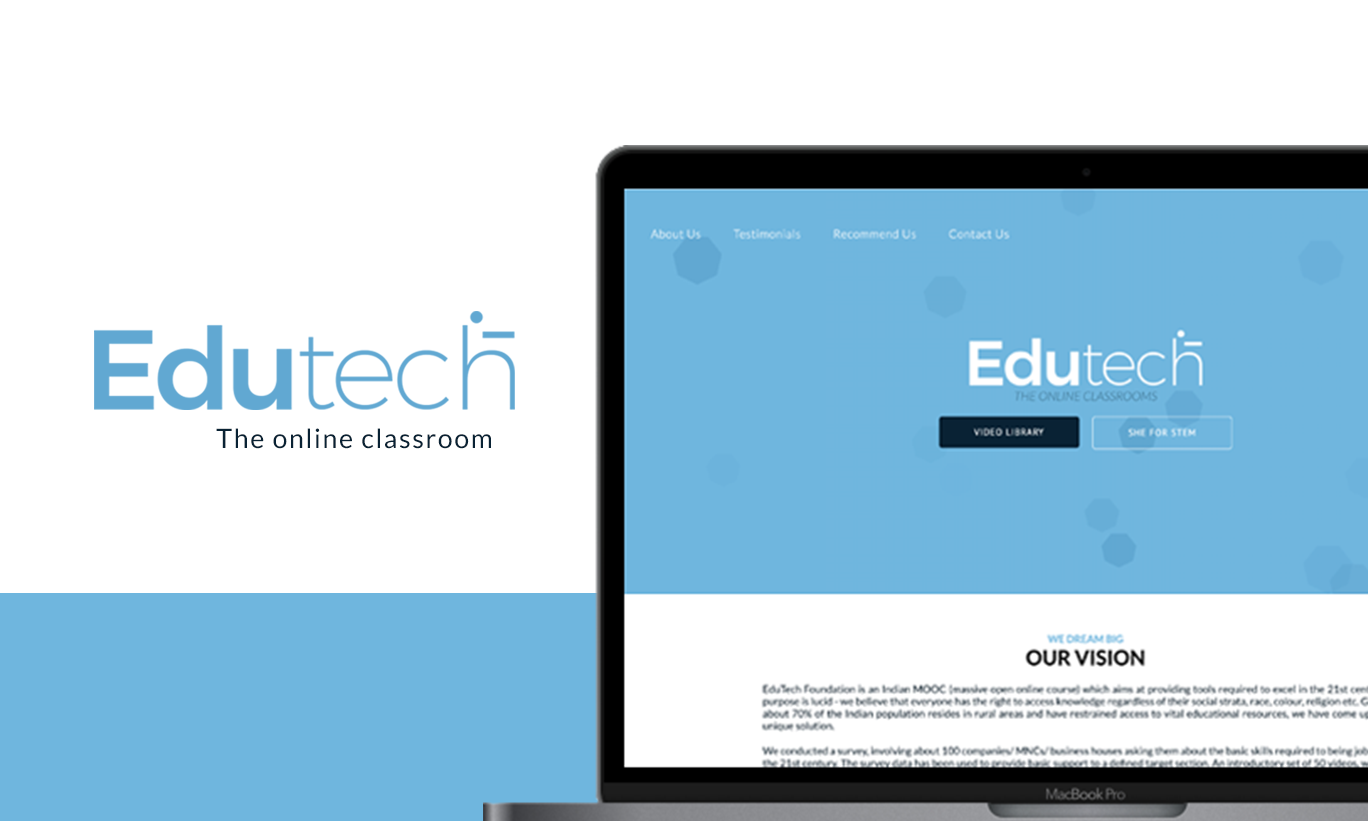 Edutech
The online classroom
About Us Testimonials Recommend Us Contact Us
Edutech
THE ONLINE CLASSROOMS
VIDEO LIBRARY SHE FOR STEM
WE DREAM BIG
OUR VISION
EduTech Foundation is an Indian MOOC (massive open online course) which aims at providing tools required to excel in the 21st cent
purpose is lucid - we believe that everyone has the right to access knowledge regardless of their social strata, race, colour, religion etc. G
about 70% of the Indian population resides in rural areas and have restrained access to vital educational resources, we have come up
unique solution.
We conducted a survey, involving about 100 companies/ MNCs/ business houses asking them about the basic skills required to being job
the 21st century. The survey data has been used to provide basic support to a defined target section. An introductory set of 50 videos, w
MacBook Pro